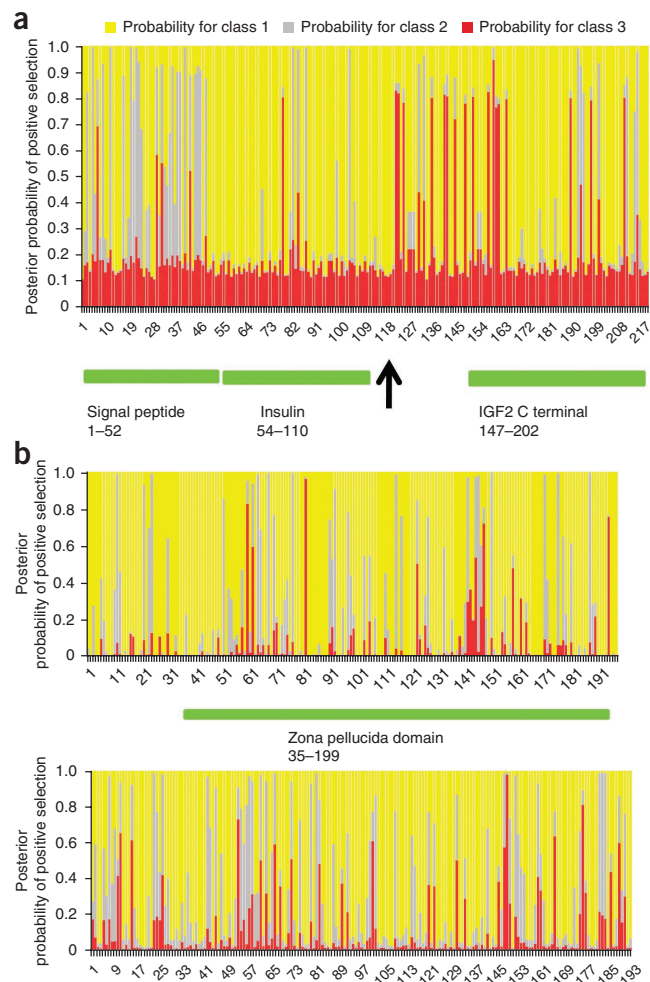 a
Probability for class 1 Probability for class 2 Probability for class 3
Posterior probability of positive selection
1.0
0.9
0.8
0.7
0.6
0.5
0.4
0.3
0.2
0.1
0
1 10 19 28 37 46 55 64 73 82 91 100 109 118 127 136 145 154 163 172 181 190 199 208 217
Signal peptide Insulin IGF2 C terminal
1–52 54–110 147–202
b
Posterior
probability of positive selection
1.0
0.8
0.6
0.4
0.2
0
1 11 21 31 41 51 61 71 81 91 101 111 121 131 141 151 161 171 181 191
Zona pellucida domain
35–199
Posterior
probability of positive selection
1.0
0.8
0.6
0.4
0.2
0
1 9 17 25 33 41 49 57 65 73 81 89 97 105 113 121 129 137 145 153 161 169 177 185 193